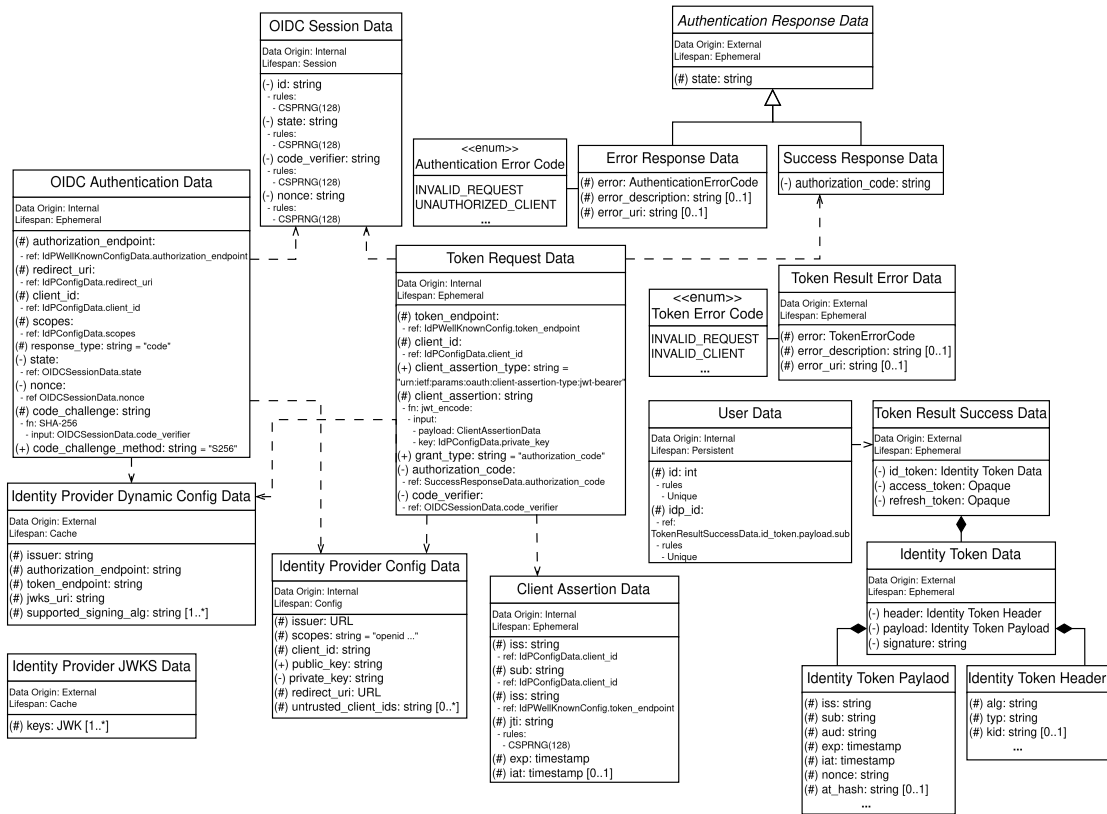 OIDC Session Data
Data Origin: Internal
Lifespan: Session
(-) id: string
- rules:
- CSPRNG(128)
(-) state: string
- rules:
- CSPRNG(128)
(-) code_verifier: string
- rules:
- CSPRNG(128)
(-) nonce: string
- rules:
- CSPRNG(128)
Authentication Response Data
Data Origin: External
Lifespan: Ephemeral
(#) state: string
<<enum>>
Authentication Error Code
INVALID_REQUEST
UNAUTHORIZED_CLIENT
...
Error Response Data
(#) error: AuthenticationErrorCode
(#) error_description: string [0..1]
(#) error_uri: string [0..1]
Success Response Data
(-) authorization_code: string
OIDC Authentication Data
Data Origin: Internal
Lifespan: Ephemeral
(#) authorization_endpoint:
- ref: IdPWellKnownConfigData.authorization_endpoint
(#) redirect_uri:
- ref: IdPConfigData.redirect_uri
(#) client_id:
- ref: IdPConfigData.client_id
(#) scopes:
- ref: IdPConfigData.scopes
(#) response_type: string = "code"
(-) state:
- ref: OIDCSessionData.state
(-) nonce:
- ref OIDCSessionData.nonce
(#) code_challenge: string
- fn: SHA-256
- input: OIDCSessionData.code_verifier
(+) code_challenge_method: string = "S256"
Token Request Data
Data Origin: Internal
Lifespan: Ephemeral
(#) token_endpoint:
- ref: IdPWellKnownConfig.token_endpoint
(#) client_id:
- ref: IdPConfigData.client_id
(+) client_assertion_type: string =
"urn:ietf:params:oauth:client-assertion-type:jwt-bearer"
(#) client_assertion: string
- fn: jwt_encode:
- input:
- payload: ClientAssertionData
- key: IdPConfigData.private_key
(+) grant_type: string = "authorization_code"
(-) authorization_code:
- ref: SuccessResponseData.authorization_code
(-) code_verifier:
- ref: OIDCSessionData.code_verifier
<<enum>>
Token Error Code
INVALID_REQUEST
INVALID_CLIENT
...
Token Result Error Data
Data Origin: External
Lifespan: Ephemeral
(#) error: TokenErrorCode
(#) error_description: string [0..1]
(#) error_uri: string [0..1]
User Data
Data Origin: Internal
Lifespan: Persistent
(#) id: int
- rules
- Unique
(#) idp_id:
- ref:
TokenResultSuccessData.id_token.payload.sub
- rules
- Unique
Token Result Success Data
Data Origin: External
Lifespan: Ephemeral
(-) id_token: Identity Token Data
(-) access_token: Opaque
(-) refresh_token: Opaque
Identity Provider Dynamic Config Data
Data Origin: External
Lifespan: Cache
(#) issuer: string
(#) authorization_endpoint: string
(#) token_endpoint: string
(#) jwks_uri: string
(#) supported_signing_alg: string [1..*]
Identity Provider Config Data
Data Origin: Internal
Lifespan: Config
(#) issuer: URL
(#) scopes: string = "openid ..."
(#) client_id: string
(+) public_key: string
(-) private_key: string
(#) redirect_uri: URL
(#) untrusted_client_ids: string [0..*]
Client Assertion Data
Data Origin: Internal
Lifespan: Ephemeral
(#) iss: string
- ref: IdPConfigData.client_id
(#) sub: string
- ref: IdPConfigData.client_id
(#) iss: string
- ref: IdPWellKnownConfig.token_endpoint
(#) jti: string
- rules:
- CSPRNG(128)
(#) exp: timestamp
(#) iat: timestamp [0..1]
Identity Token Data
Data Origin: External
Lifespan: Ephemeral
(-) header: Identity Token Header
(-) payload: Identity Token Payload
(-) signature: string
Identity Provider JWKS Data
Data Origin: External
Lifespan: Cache
(#) keys: JWK [1..*]
Identity Token Paylaod
(#) iss: string
(#) sub: string
(#) aud: string
(#) exp: timestamp
(#) iat: timestamp
(#) nonce: string
(#) at_hash: string [0..1]
...
Identity Token Header
(#) alg: string
(#) typ: string
(#) kid: string [0..1]
...